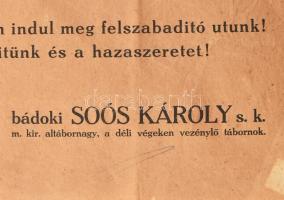 n indul meg felszabadító utunk!
itünk és a hazaszeretet!
bádoki SOÓS KÁROLY s. k.
m. kir. altábornagy, a déli végeken vezénylő tábornok.